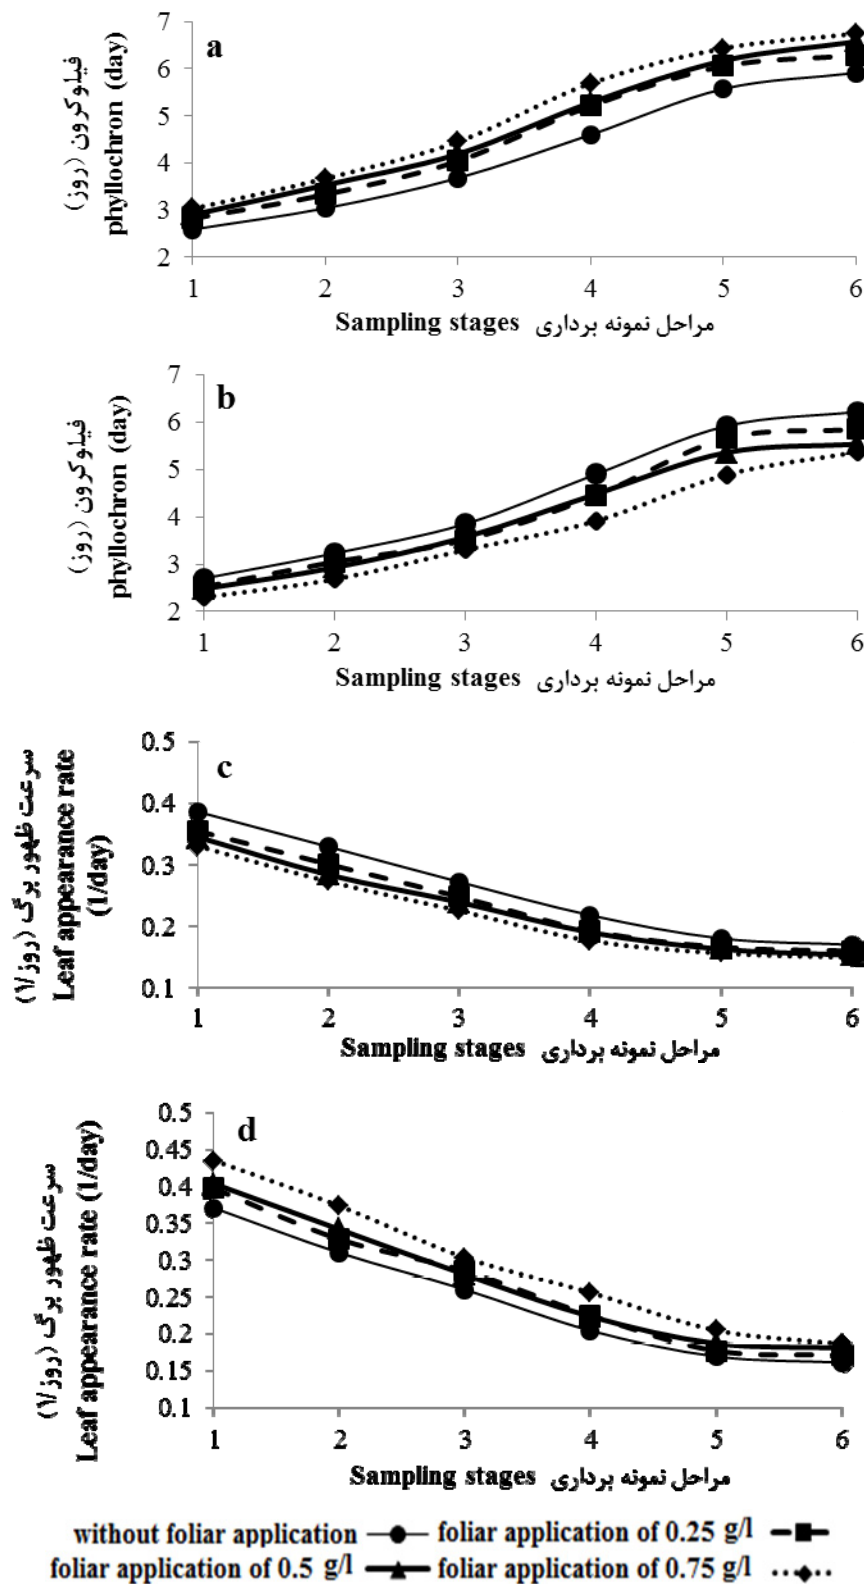 a
فیلوکرون (روز)
phyllochron (day)
7
6
5
4
3
2
1 2 3 4 5 6
Sampling stages مراحل نمونه برداری
b
فیلوکرون (روز)
phyllochron (day)
7
6
5
4
3
2
1 2 3 4 5 6
Sampling stages مراحل نمونه برداری
c
سرعت ظهور برگ (روز/۱)
Leaf appearance rate
(1/day)
0.5
0.4
0.3
0.2
0.1
1 2 3 4 5 6
Sampling stages مراحل نمونه برداری
d
سرعت ظهور برگ (روز/۱)
Leaf appearance rate (1/day)
0.5
0.45
0.4
0.35
0.3
0.25
0.2
0.15
0.1
1 2 3 4 5 6
Sampling stages مراحل نمونه برداری
without foliar application foliar application of 0.25 g/l
foliar application of 0.5 g/l foliar application of 0.75 g/l